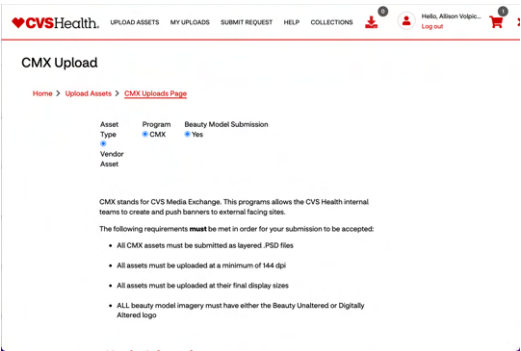 CVSHealth. UPLOAD ASSETS MY UPLOADS SUBMIT REQUEST HELP COLLECTIONS 0 Hello, Allison Volpic... 1
Log out
CMX Upload
Home > Upload Assets > CMX Uploads Page
Asset Type Program Beauty Model Submission
Vendor Asset CMX Yes
CMX stands for CVS Media Exchange. This programs allows the CVS Health internal
teams to create and push banners to external facing sites.
The following requirements must be met in order for your submission to be accepted:
• All CMX assets must be submitted as layered .PSD files
• All assets must be uploaded at a minimum of 144 dpi
• All assets must be uploaded at their final display sizes
• ALL beauty model imagery must have either the Beauty Unaltered or Digitally
Altered logo